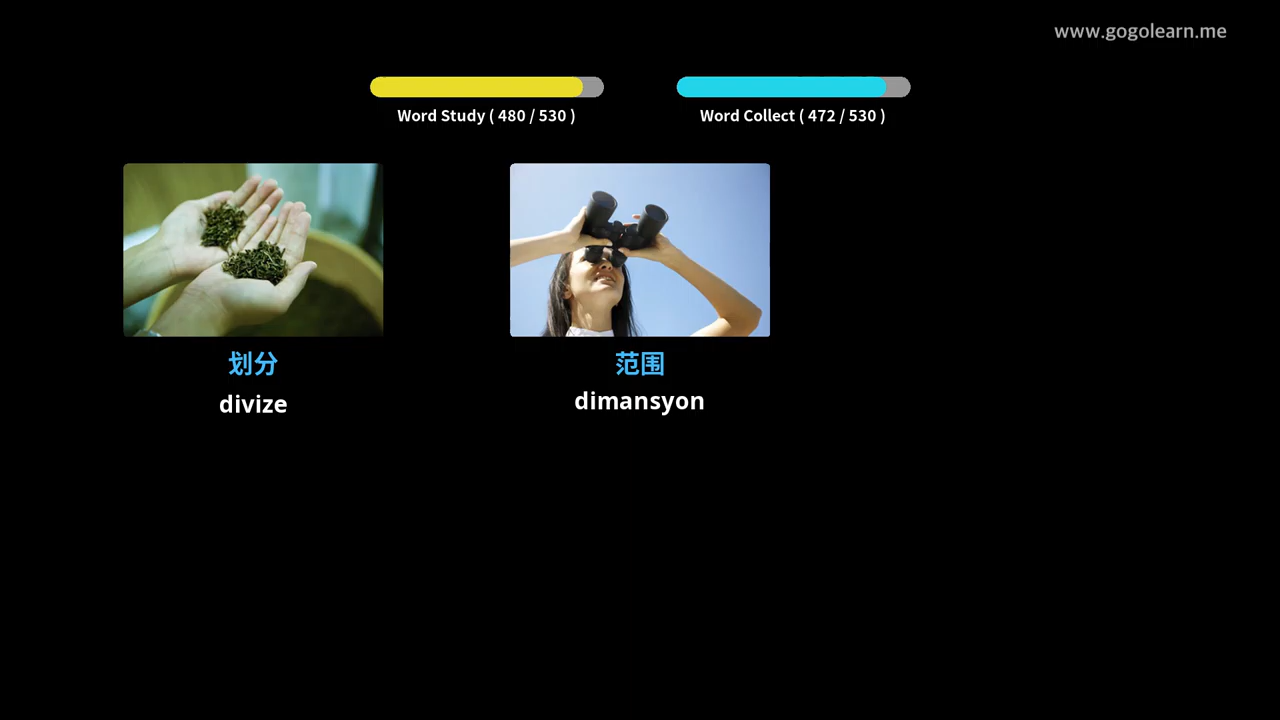 www.gogolearn.me
Word Study ( 480 / 530 )
Word Collect ( 472 / 530 )
划分
divize
范围
dimansyon